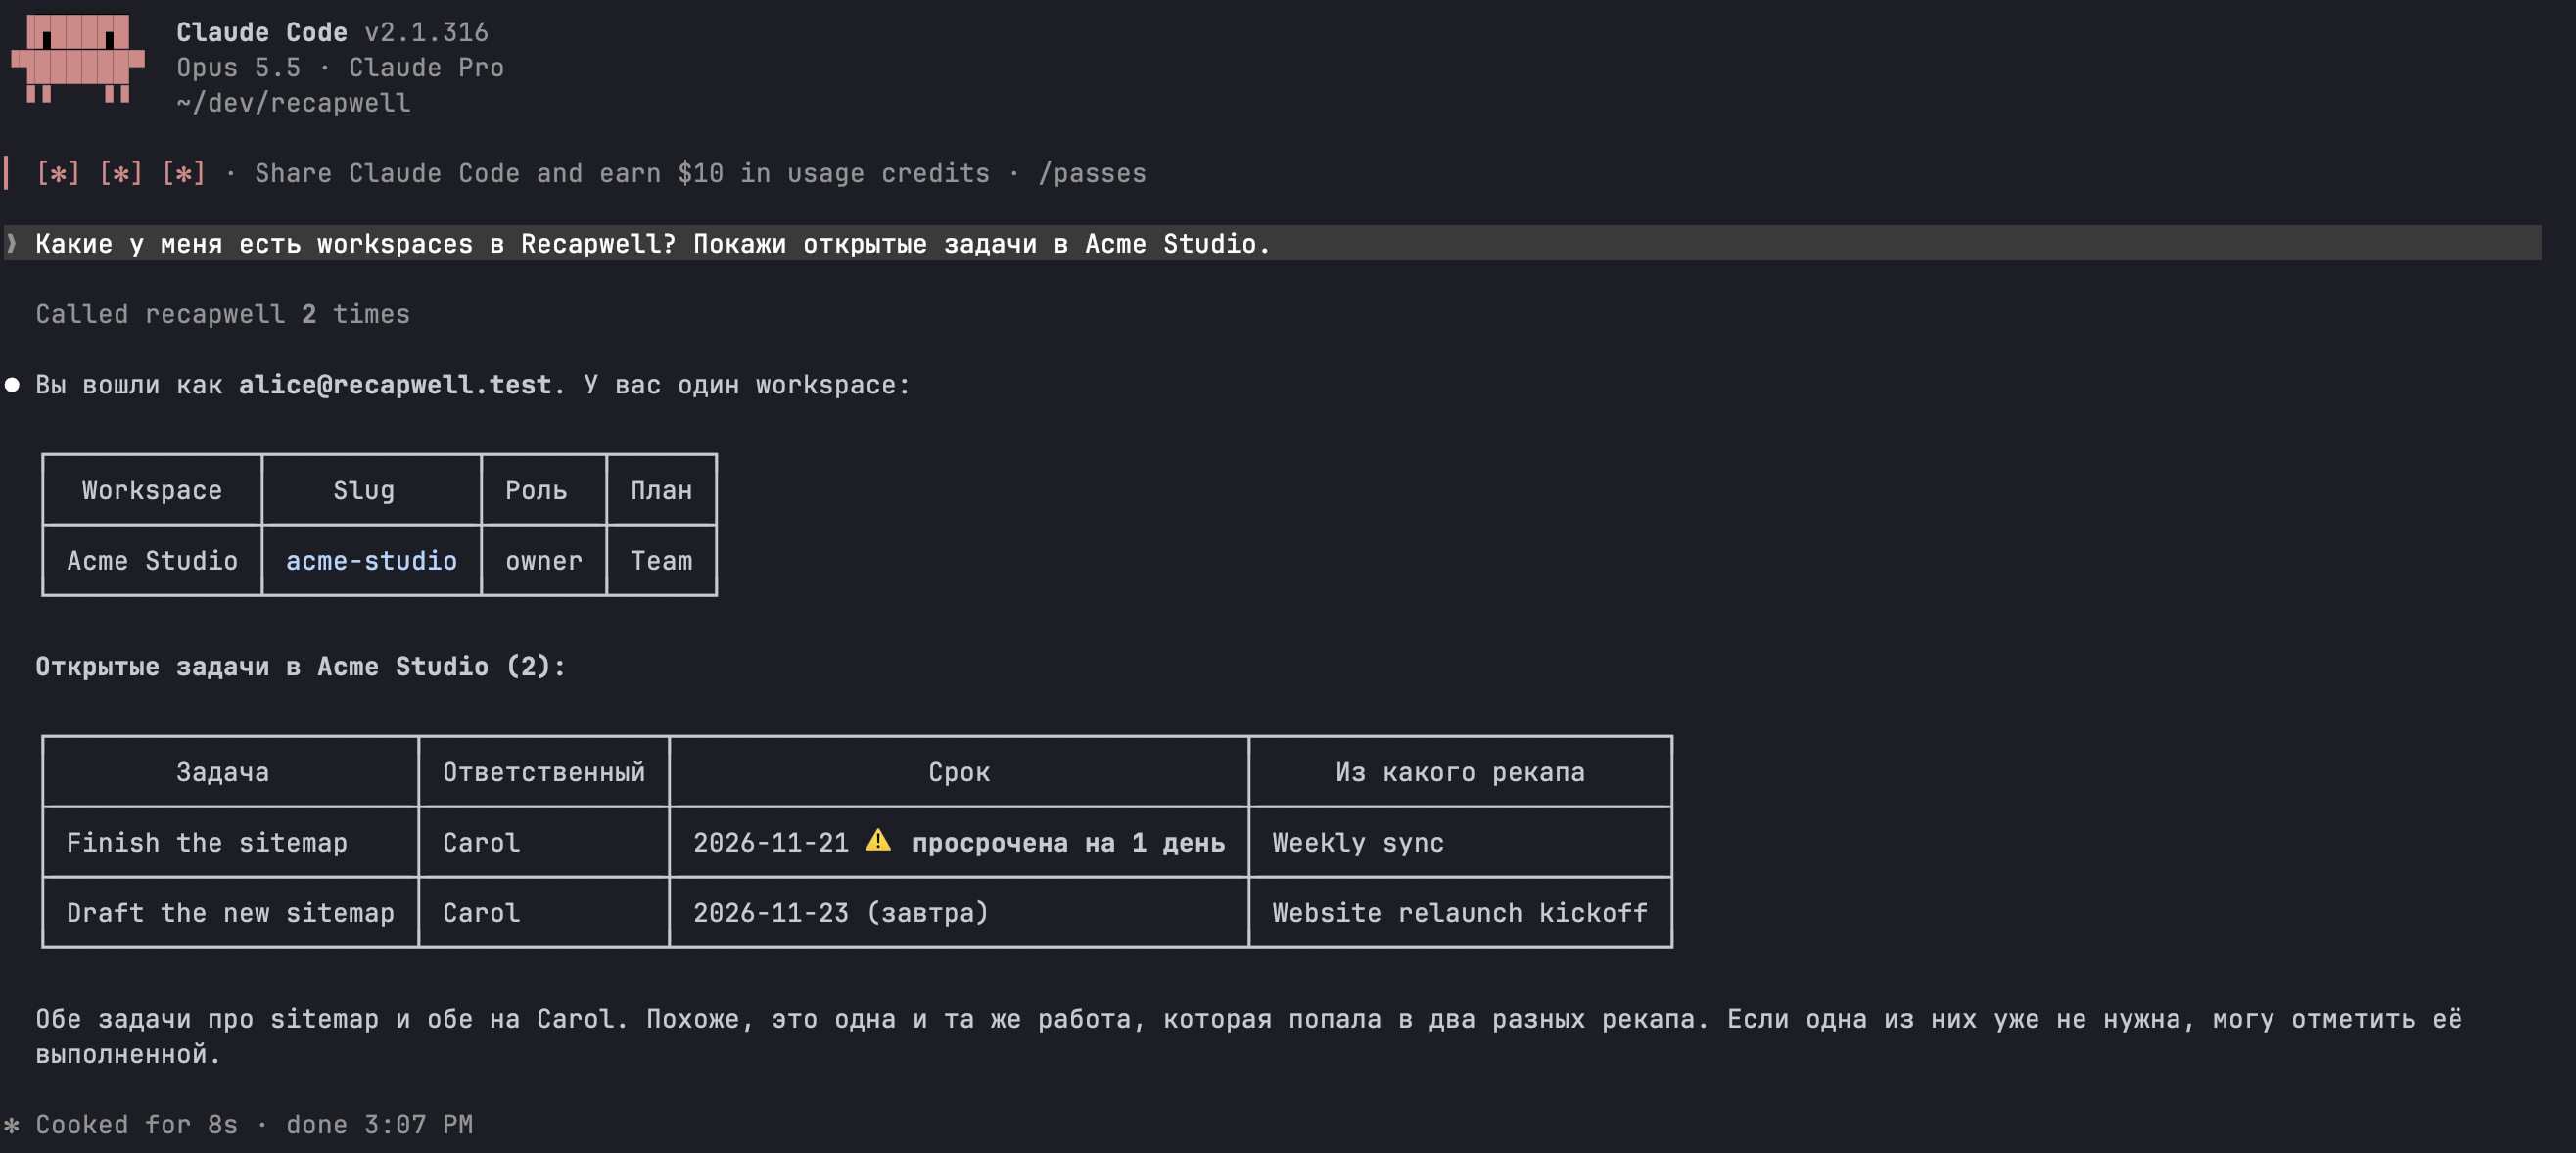 Claude Code v2.1.316
Opus 5.5 · Claude Pro
~/dev/recapwell
[✻] [✻] [✻] · Share Claude Code and earn $10 in usage credits · /passes
❯ Какие у меня есть workspaces в Recapwell? Покажи открытые задачи в Acme Studio.
Called recapwell 2 times
● Вы вошли как alice@recapwell.test. У вас один workspace:
Workspace Slug Роль План
Acme Studio acme-studio owner Team
Открытые задачи в Acme Studio (2):
Задача Ответственный Срок Из какого рекапа
Finish the sitemap Carol 2026-11-21 ⚠ просрочена на 1 день Weekly sync
Draft the new sitemap Carol 2026-11-23 (завтра) Website relaunch kickoff
Обе задачи про sitemap и обе на Carol. Похоже, это одна и та же работа, которая попала в два разных рекапа. Если одна из них уже не нужна, могу отметить её
выполненной.
✻ Cooked for 8s · done 3:07 PM